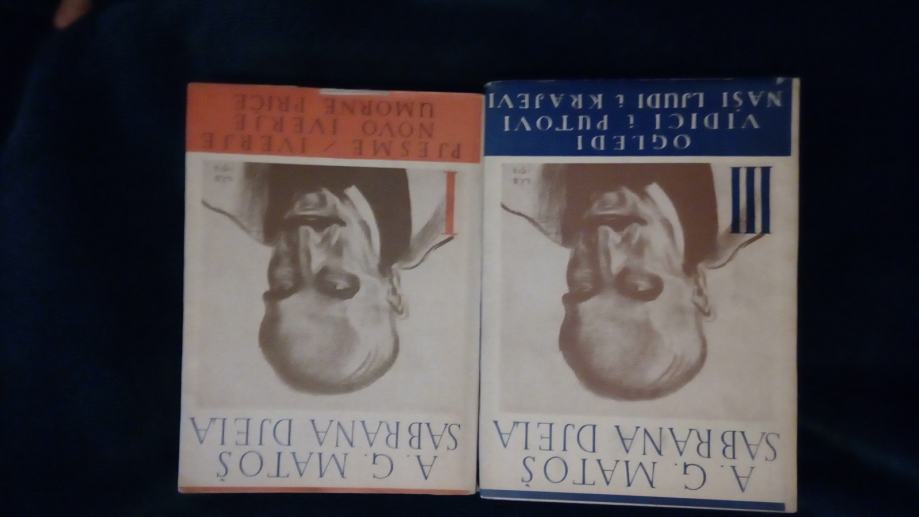 A. G. MATOŠ
SABRANA DJELA
I
PJESME / IVERJE
NOVO IVERJE
UMORNE PRIČE
A. G. MATOŠ
SABRANA DJELA
III
OGLEDI
VIDICI i PUTOVI
NAŠI LJUDI i KRAJEVI